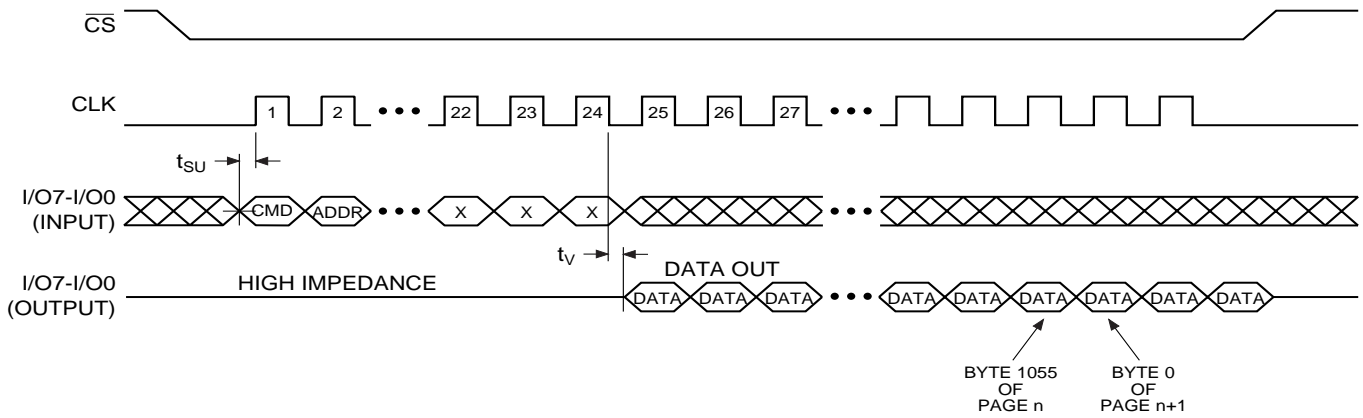 CS
CLK
1 2 22 23 24 25 26 27
tSU
I/O7-I/O0
(INPUT)
CMD ADDR X X X
tV
DATA OUT
I/O7-I/O0
(OUTPUT)
HIGH IMPEDANCE
DATA DATA DATA DATA DATA DATA DATA DATA DATA
BYTE 1055
OF
PAGE n
BYTE 0
OF
PAGE n+1